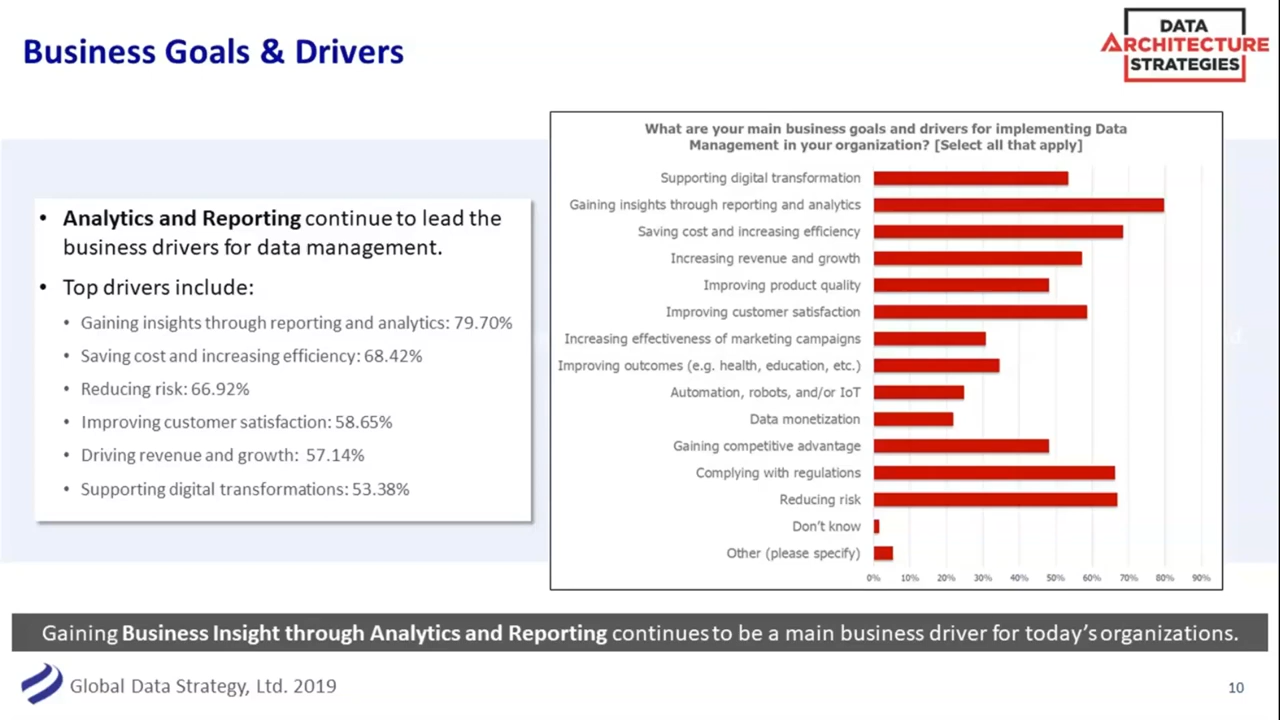 Business Goals & Drivers
DATA
ARCHITECTURE
STRATEGIES
• Analytics and Reporting continue to lead the
business drivers for data management.
• Top drivers include:
• Gaining insights through reporting and analytics: 79.70%
• Saving cost and increasing efficiency: 68.42%
• Reducing risk: 66.92%
• Improving customer satisfaction: 58.65%
• Driving revenue and growth: 57.14%
• Supporting digital transformations: 53.38%
What are your main business goals and drivers for implementing Data
Management in your organization? [Select all that apply]
Supporting digital transformation
Gaining insights through reporting and analytics
Saving cost and increasing efficiency
Increasing revenue and growth
Improving product quality
Improving customer satisfaction
Increasing effectiveness of marketing campaigns
Improving outcomes (e.g. health, education, etc.)
Automation, robots, and/or IoT
Data monetization
Gaining competitive advantage
Complying with regulations
Reducing risk
Don't know
Other (please specify)
0% 10% 20% 30% 40% 50% 60% 70% 80% 90%
Gaining Business Insight through Analytics and Reporting continues to be a main business driver for today's organizations.
Global Data Strategy, Ltd. 2019
10